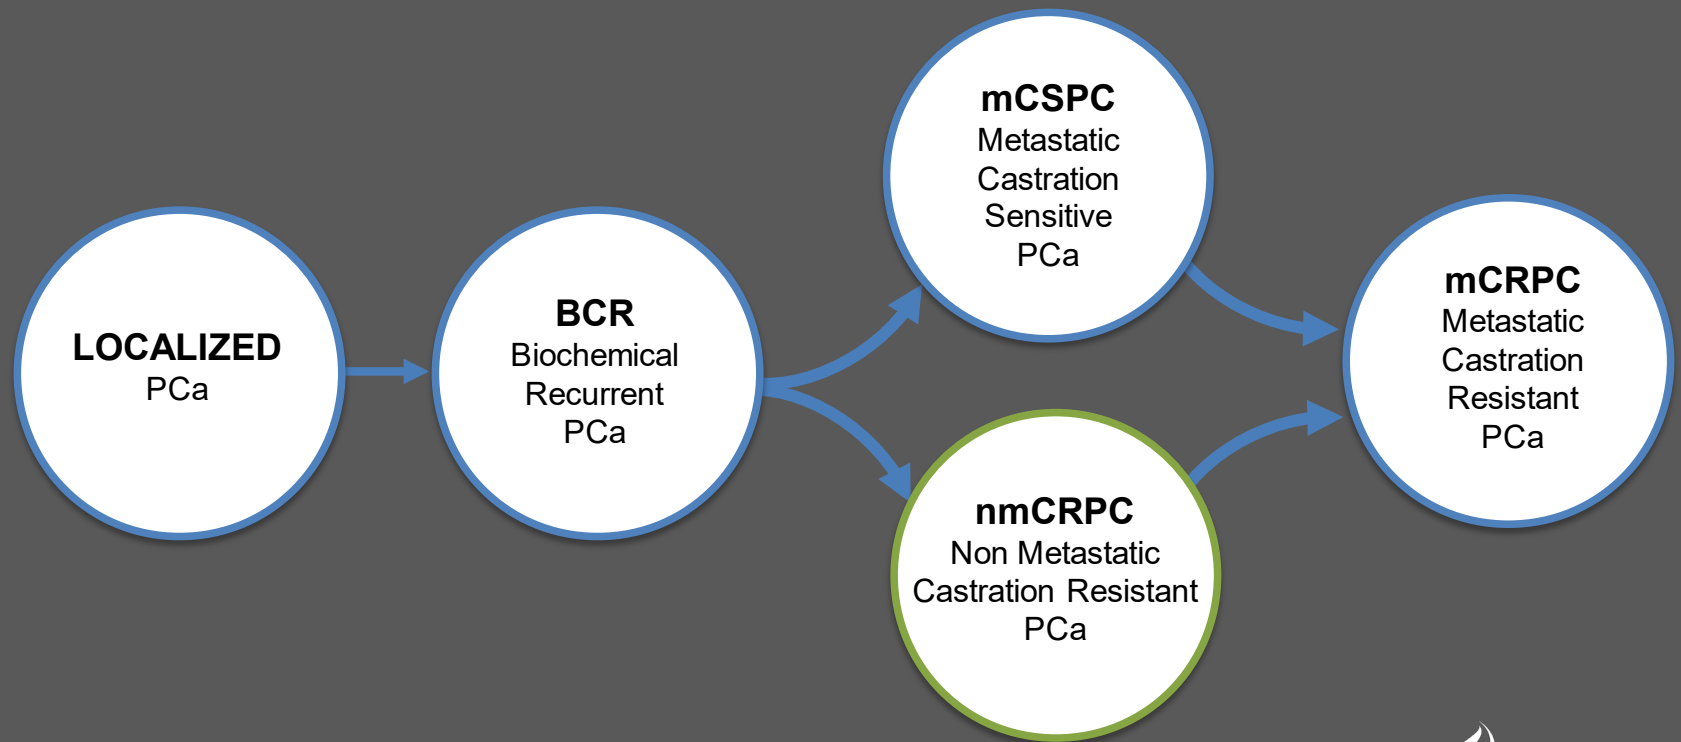 LOCALIZED
PCa
BCR
Biochemical
Recurrent
PCa
mCSPC
Metastatic
Castration
Sensitive
PCa
nmCRPC
Non Metastatic
Castration Resistant
PCa
mCRPC
Metastatic
Castration
Resistant
PCa